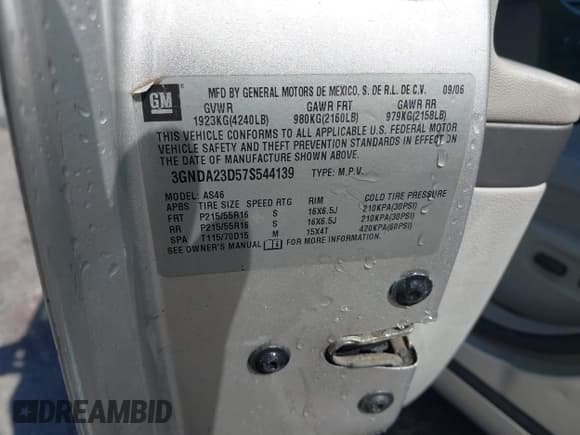 GM
MFD BY GENERAL MOTORS DE MEXICO, S. DE R.L. DE C.V. 09/06
GVWR GAWR FRT GAWR RR
1923KG(4240LB) 980KG(2160LB) 979KG(2158LB)
THIS VEHICLE CONFORMS TO ALL APPLICABLE U.S. FEDERAL MOTOR
VEHICLE SAFETY AND THEFT PREVENTION STANDARDS IN EFFECT ON
THE DATE OF MANUFACTURE SHOWN ABOVE.
3GNDA23D57S544139 TYPE: M.P.V.
MODEL: AS46
APBS TIRE SIZE SPEED RTG RIM COLD TIRE PRESSURE
FRT P215/55R16 S 16X6.5J 210KPA(30PSI)
RR P215/55R16 S 16X6.5J 210KPA(30PSI)
SPA T115/70D15 M 15X4T 420KPA(60PSI)
SEE OWNER'S MANUAL FOR MORE INFORMATION.
DREAMBID